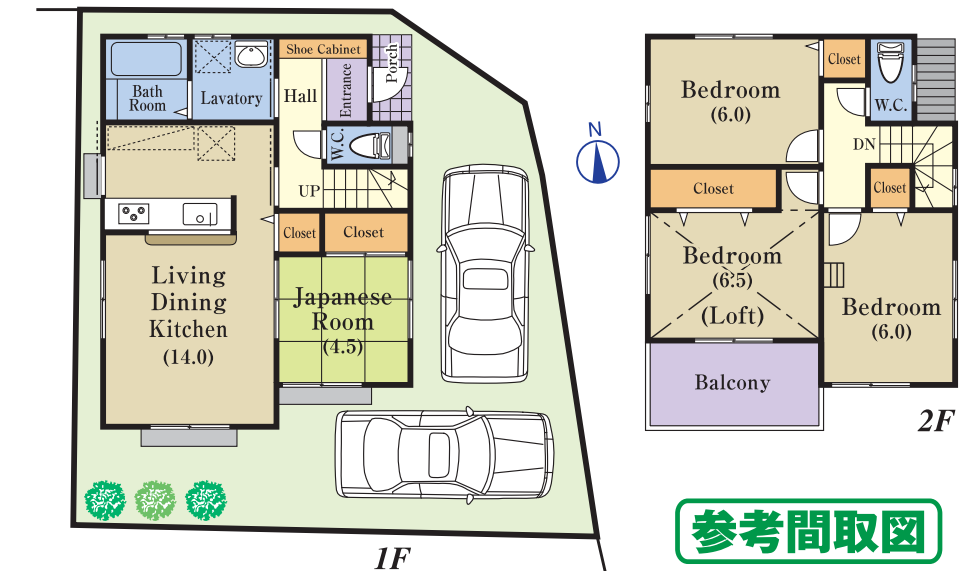 Shoe Cabinet
Porch
Bath
Room
Lavatory
Hall
Entrance
W.C.
UP
Closet
Closet
Living
Dining
Kitchen
(14.0)
Japanese
Room
(4.5)
1F
N
Bedroom
(6.0)
Closet
W.C.
DN
Closet
Closet
Bedroom
(6.5)
(Loft)
Bedroom
(6.0)
Balcony
2F
参考間取図